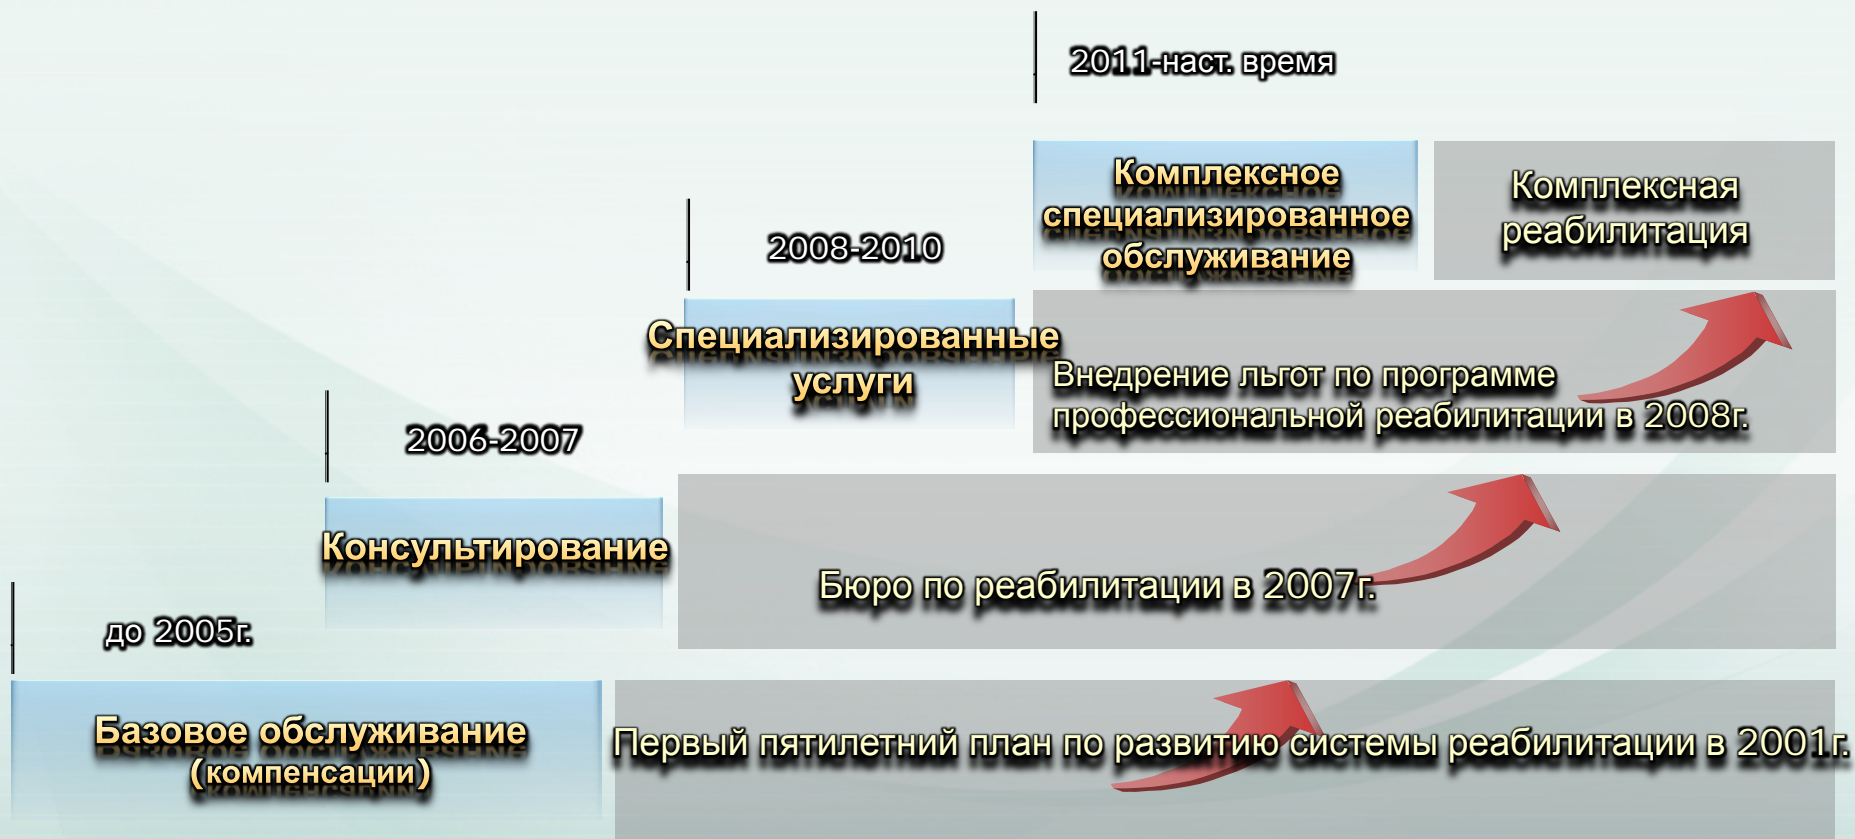 2011-наст. время
Комплексное
специализированное
обслуживание
Комплексная
реабилитация
2008-2010
Специализированные
услуги
Внедрение льгот по программе
профессиональной реабилитации в 2008г.
2006-2007
Консультирование
Бюро по реабилитации в 2007г.
до 2005г.
Базовое обслуживание
(компенсации)
Первый пятилетний план по развитию системы реабилитации в 2001г.